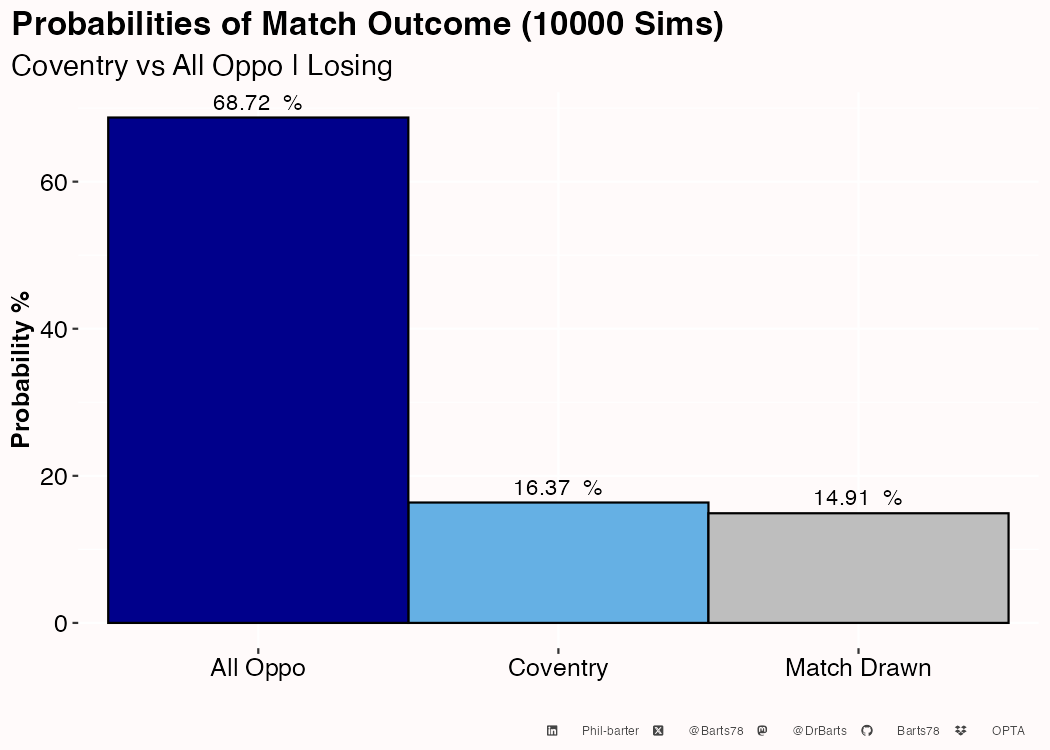 Probabilities of Match Outcome (10000 Sims)
Coventry vs All Oppo | Losing
68.72 %
60
Probability %
40
20
16.37 %
14.91 %
0
All Oppo Coventry Match Drawn
Phil-barter @Barts78 @DrBarts Barts78 OPTA